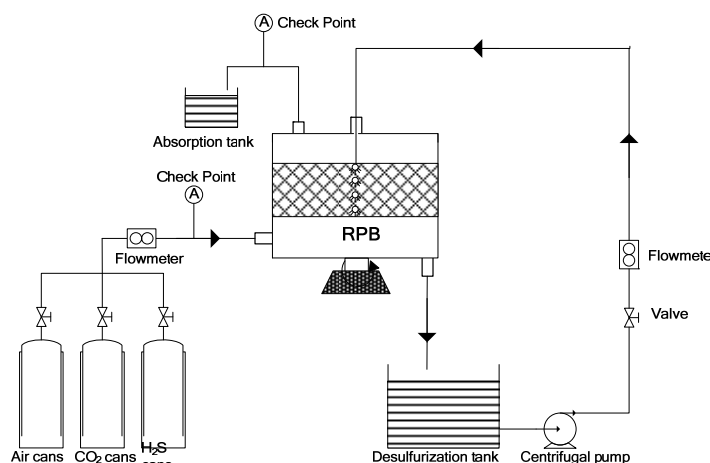 A Check Point
Absorption tank
Check Point
A
RPB
Flowmeter
Flowmete
Valve
Air cans
CO₂ cans
H₂S
cans
Desulfurization tank
Centrifugal pump